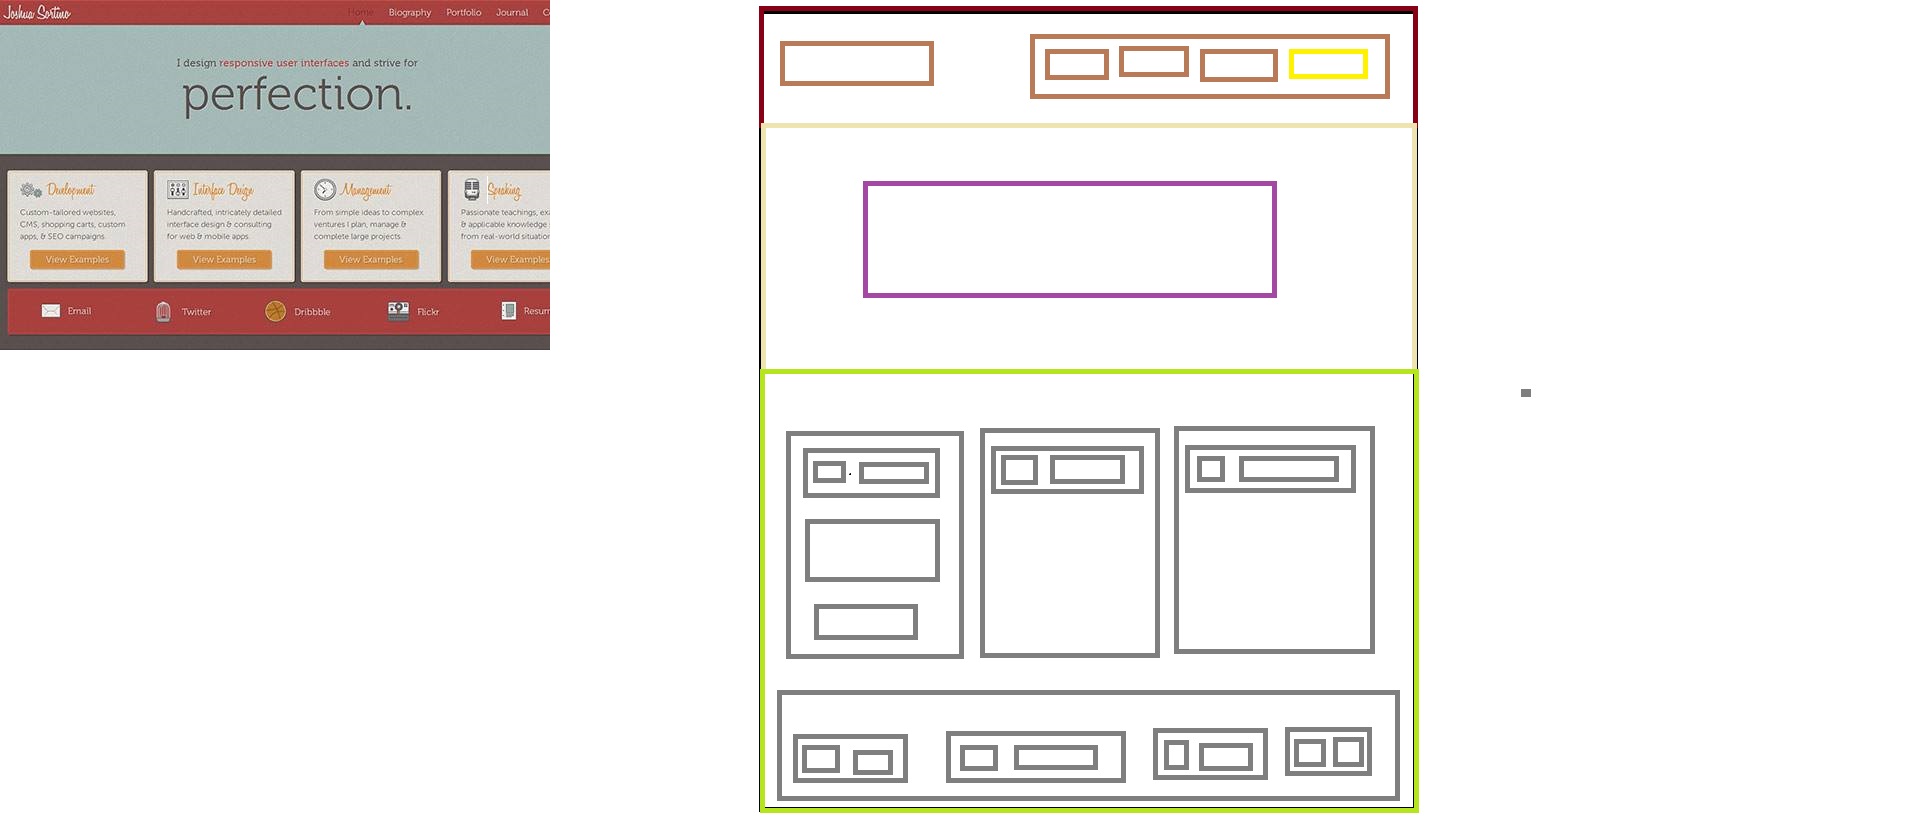 Joshua Sortino
Home Biography Portfolio Journal C
I design responsive user interfaces and strive for
perfection.
Development
Custom-tailored websites,
CMS, shopping carts, custom
apps, & SEO campaigns.
View Examples
Interface Design
Handcrafted, intricately detailed
interface design & consulting
for web & mobile apps.
View Examples
Management
From simple ideas to complex
ventures I plan, manage &
complete large projects.
View Examples
Speaking
Passionate teachings, exa
& applicable knowledge
from real-world situation
View Examples
Email Twitter Dribbble Flickr Resum